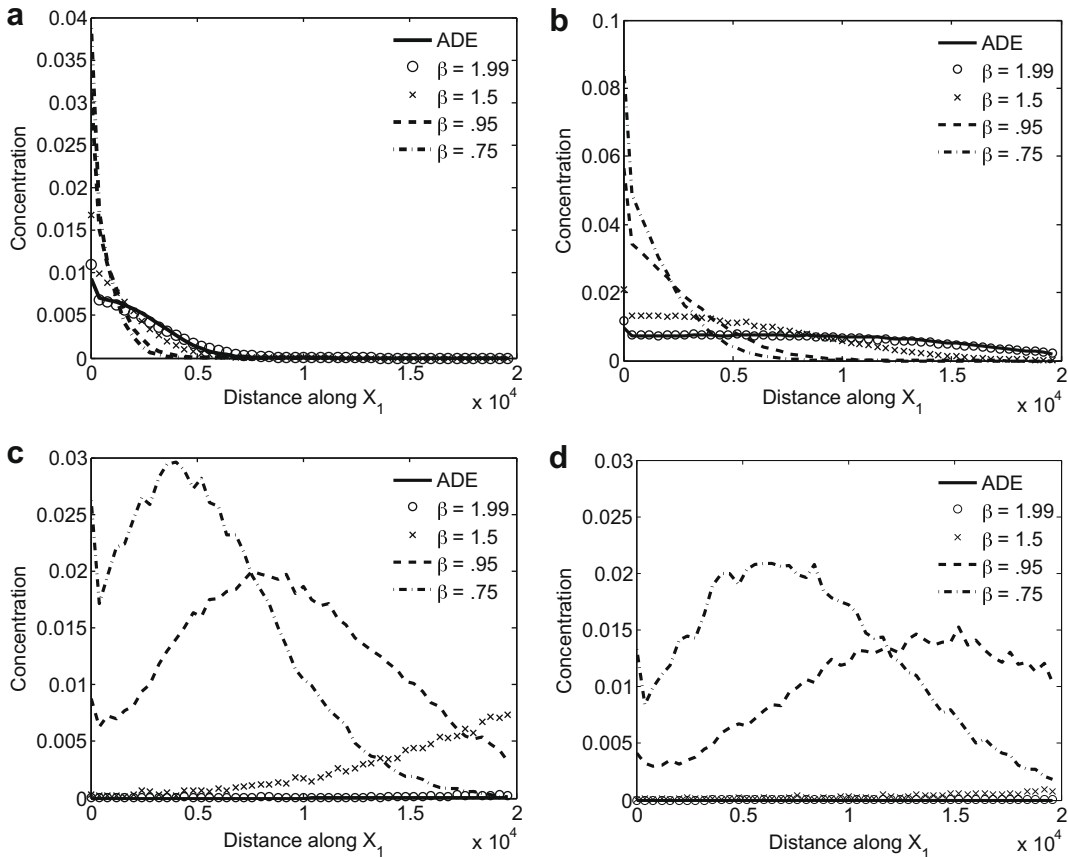 a
0.04
0.035
0.03
0.025
0.02
0.015
0.01
0.005
0
Concentration
ADE
β = 1.99
β = 1.5
β = .95
β = .75
0 0.5 1 1.5 2
Distance along X1
x 10^4
b
0.1
0.08
0.06
0.04
0.02
0
Concentration
ADE
β = 1.99
β = 1.5
β = .95
β = .75
0 0.5 1 1.5 2
Distance along X1
x 10^4
c
0.03
0.025
0.02
0.015
0.01
0.005
0
Concentration
ADE
β = 1.99
β = 1.5
β = .95
β = .75
0 0.5 1 1.5 2
Distance along X1
x 10^4
d
0.03
0.025
0.02
0.015
0.01
0.005
0
Concentration
ADE
β = 1.99
β = 1.5
β = .95
β = .75
0 0.5 1 1.5 2
Distance along X1
x 10^4